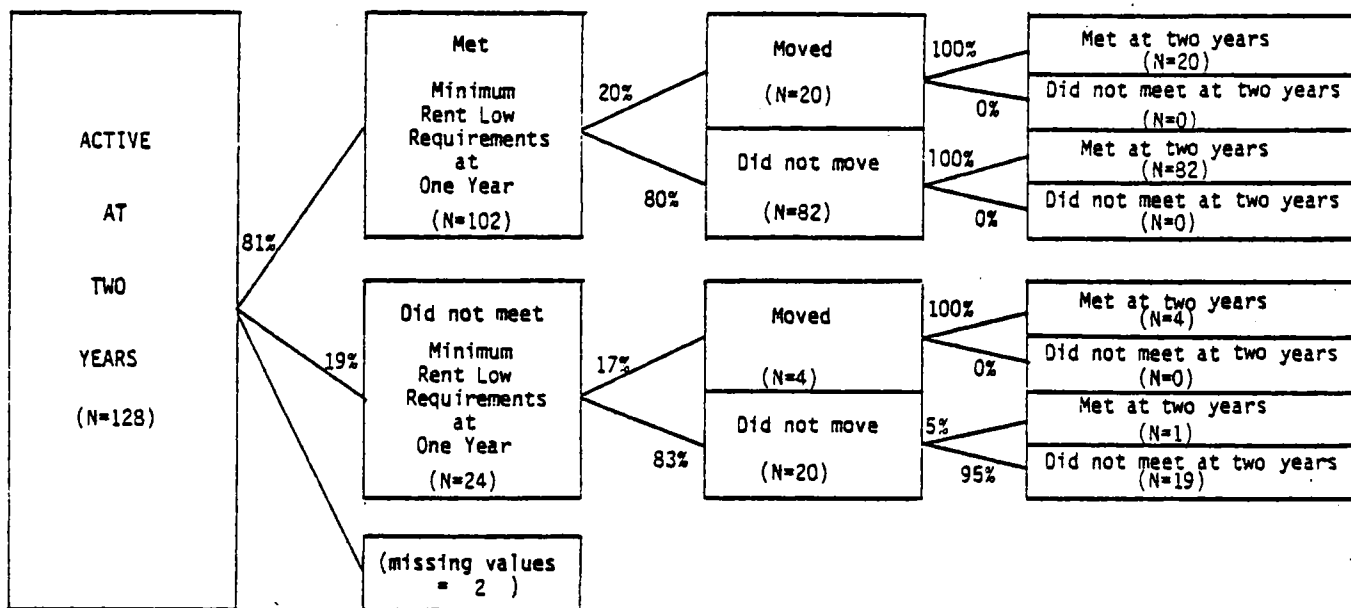 ACTIVE
AT
TWO
YEARS
(N=128)
81%
19%
Met
Minimum
Rent Low
Requirements
at
One Year
(N=102)
20%
80%
Moved
(N=20)
Did not move
(N=82)
100%
0%
100%
0%
Met at two years
(N=20)
Did not meet at two years
(N=0)
Met at two years
(N=82)
Did not meet at two years
(N=0)
Did not meet
Minimum
Rent Low
Requirements
at
One Year
(N=24)
17%
83%
Moved
(N=4)
Did not move
(N=20)
100%
0%
5%
95%
Met at two years
(N=4)
Did not meet at two years
(N=0)
Met at two years
(N=1)
Did not meet at two years
(N=19)
(missing values
= 2 )